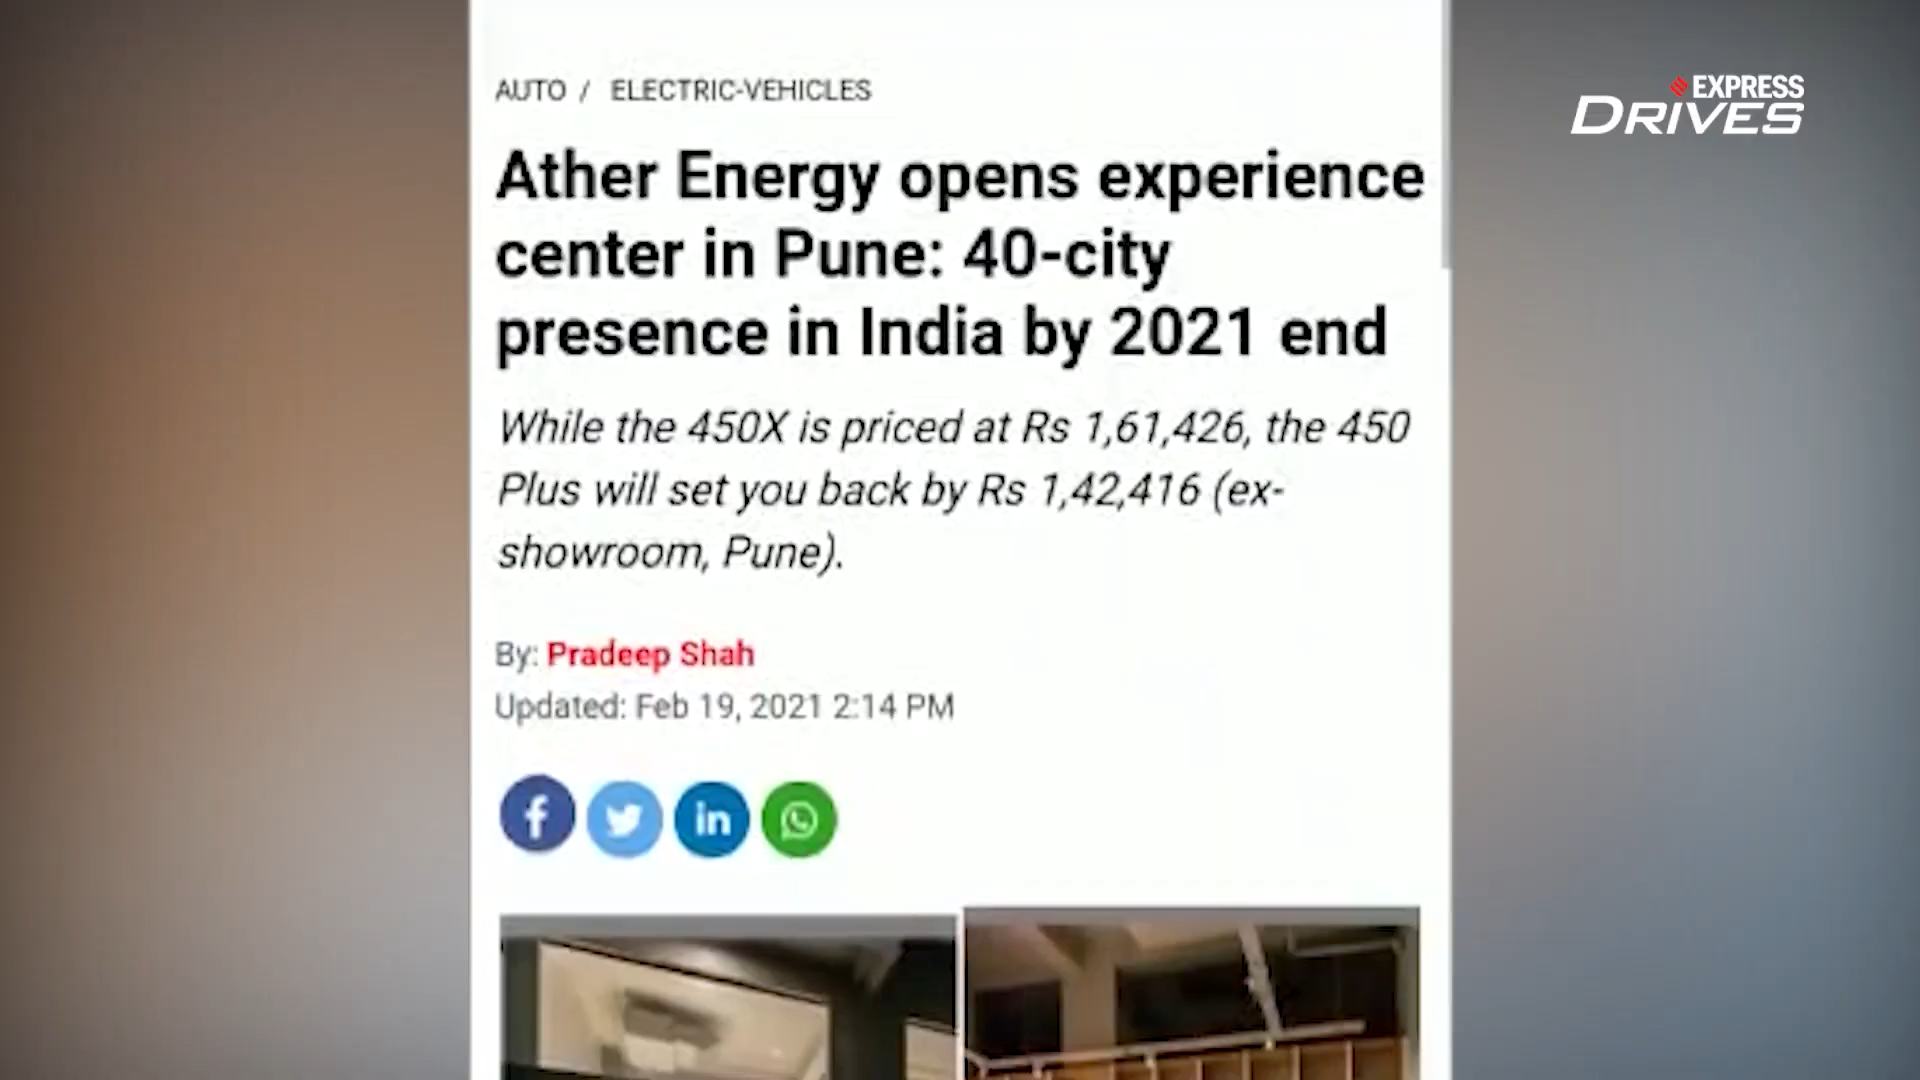 AUTO / ELECTRIC-VEHICLES
EXPRESS
DRIVES
Ather Energy opens experience
center in Pune: 40-city
presence in India by 2021 end
While the 450X is priced at Rs 1,61,426, the 450
Plus will set you back by Rs 1,42,416 (ex-
showroom, Pune).
By: Pradeep Shah
Updated: Feb 19, 2021 2:14 PM